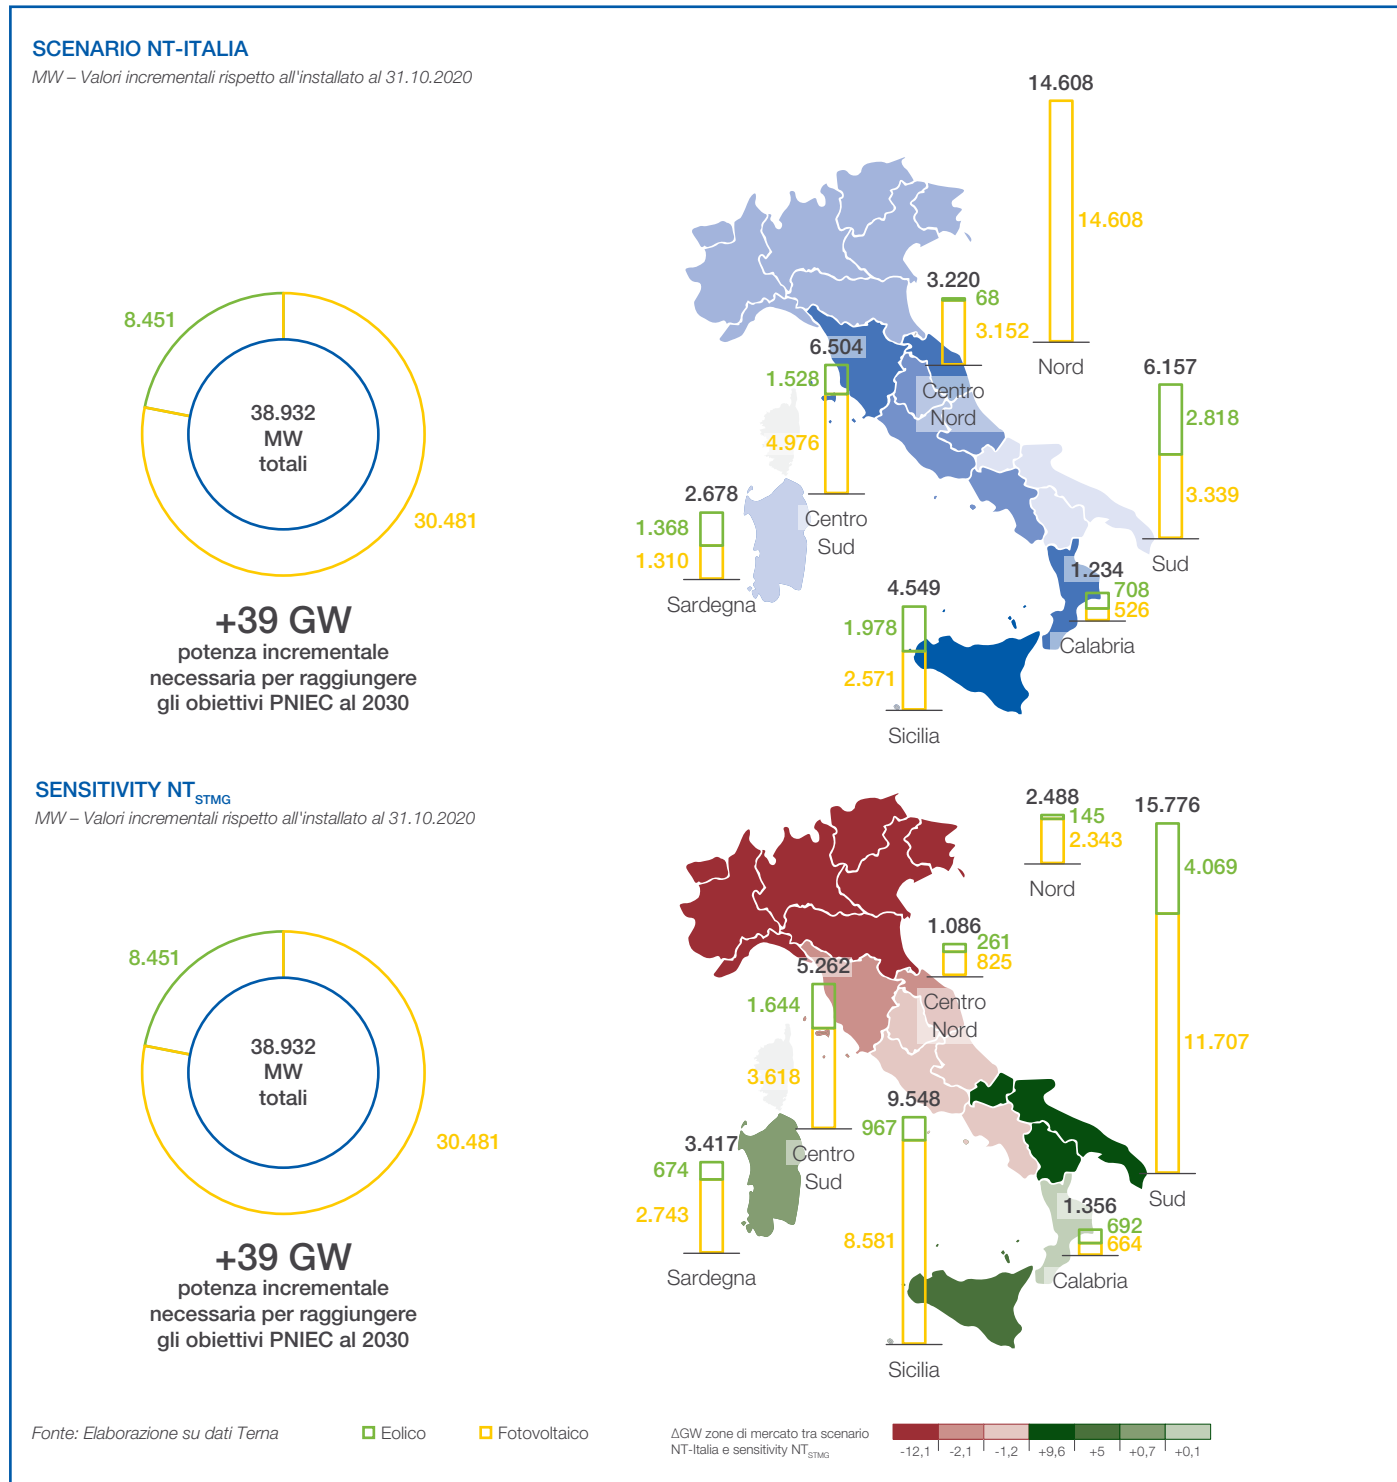 SCENARIO NT-ITALIA
MW – Valori incrementali rispetto all'installato al 31.10.2020
8.451
38.932
MW
totali
30.481
+39 GW
potenza incrementale
necessaria per raggiungere
gli obiettivi PNIEC al 2030
14.608
14.608
Nord
3.220
68
3.152
Centro
Nord
6.504
1.528
4.976
Centro
Sud
6.157
2.818
3.339
Sud
2.678
1.368
1.310
Sardegna
1.234
708
526
Calabria
4.549
1.978
2.571
Sicilia
SENSITIVITY NT STMG
MW – Valori incrementali rispetto all'installato al 31.10.2020
8.451
38.932
MW
totali
30.481
+39 GW
potenza incrementale
necessaria per raggiungere
gli obiettivi PNIEC al 2030
2.488
145
2.343
Nord
15.776
4.069
11.707
Sud
1.086
261
825
Centro
Nord
5.262
1.644
3.618
Centro
Sud
9.548
967
8.581
Sicilia
3.417
674
2.743
Sardegna
1.356
692
664
Calabria
Fonte: Elaborazione su dati Terna
Eolico
Fotovoltaico
ΔGW zone di mercato tra scenario
NT-Italia e sensitivity NT STMG
-12,1 -2,1 -1,2 +9,6 +5 +0,7 +0,1